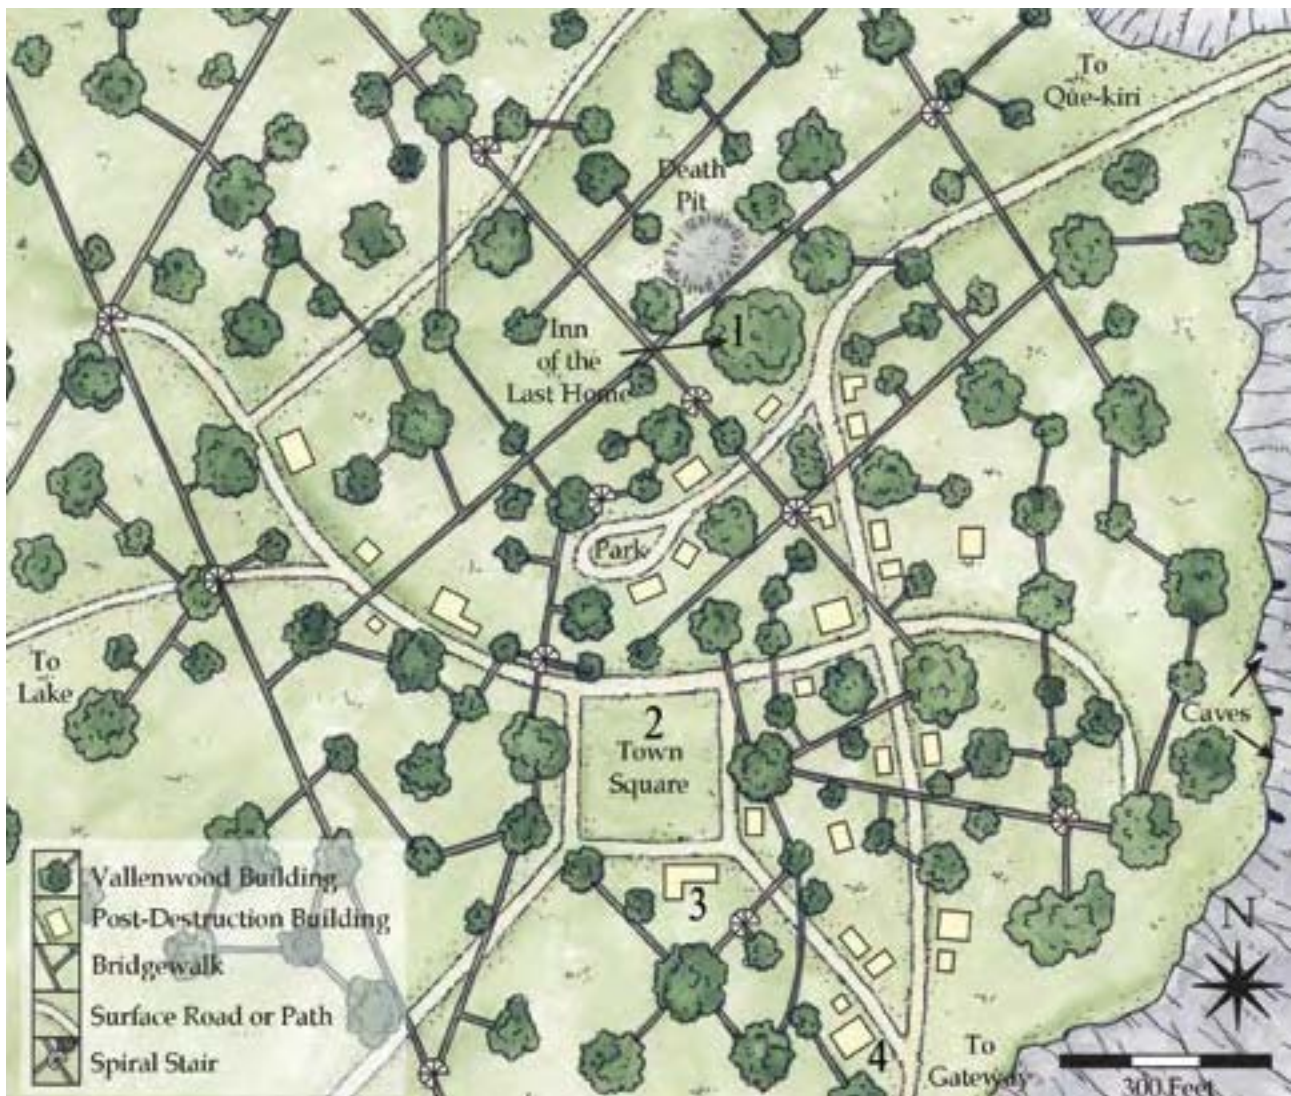 To
Que-kiri
Death
Pit
Inn
of the
Last Home
1
Park
To
Lake
2
Town
Square
Caves
3
Vallenwood Building
Post-Destruction Building
Bridgewalk
Surface Road or Path
Spiral Stair
N
4
To
Gateway
300 Feet